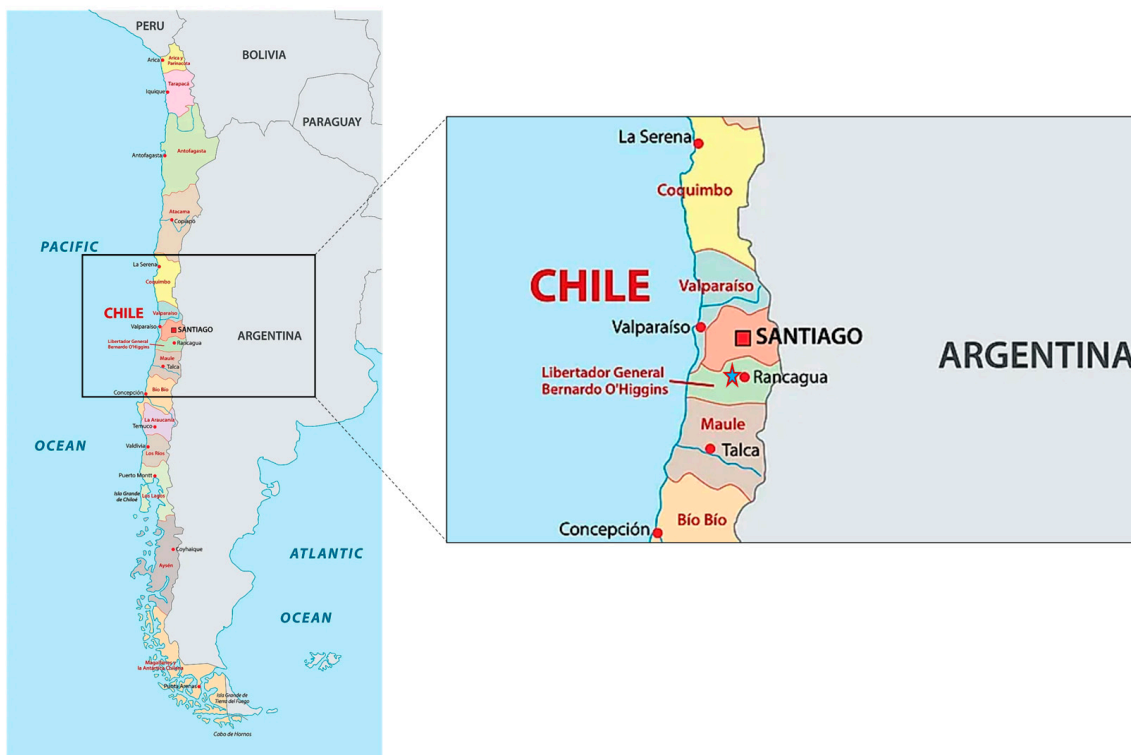 PERU
BOLIVIA
Arica
Arica y
Parinacota
Tarapacá
Iquique
PARAGUAY
Antofagasta
Antofagasta
Atacama
Copiapó
PACIFIC
La Serena
Coquimbo
CHILE
Valparaíso
Valparaíso
SANTIAGO
ARGENTINA
Libertador General
Bernardo O'Higgins
Rancagua
Maule
Talca
Concepción
Bío Bío
La Araucanía
Temuco
OCEAN
Valdivia
Los Ríos
Puerto Montt
Isla Grande
de Chiloé
Los Lagos
Coyhaique
ATLANTIC
Aysén
OCEAN
Magallanes y
la Antártica Chilena
Punta Arenas
Isla Grande de
Tierra del Fuego
Cabo de Hornos
La Serena
Coquimbo
CHILE
Valparaíso
Valparaíso
SANTIAGO
ARGENTINA
Libertador General
Bernardo O'Higgins
Rancagua
Maule
Talca
Bío Bío
Concepción